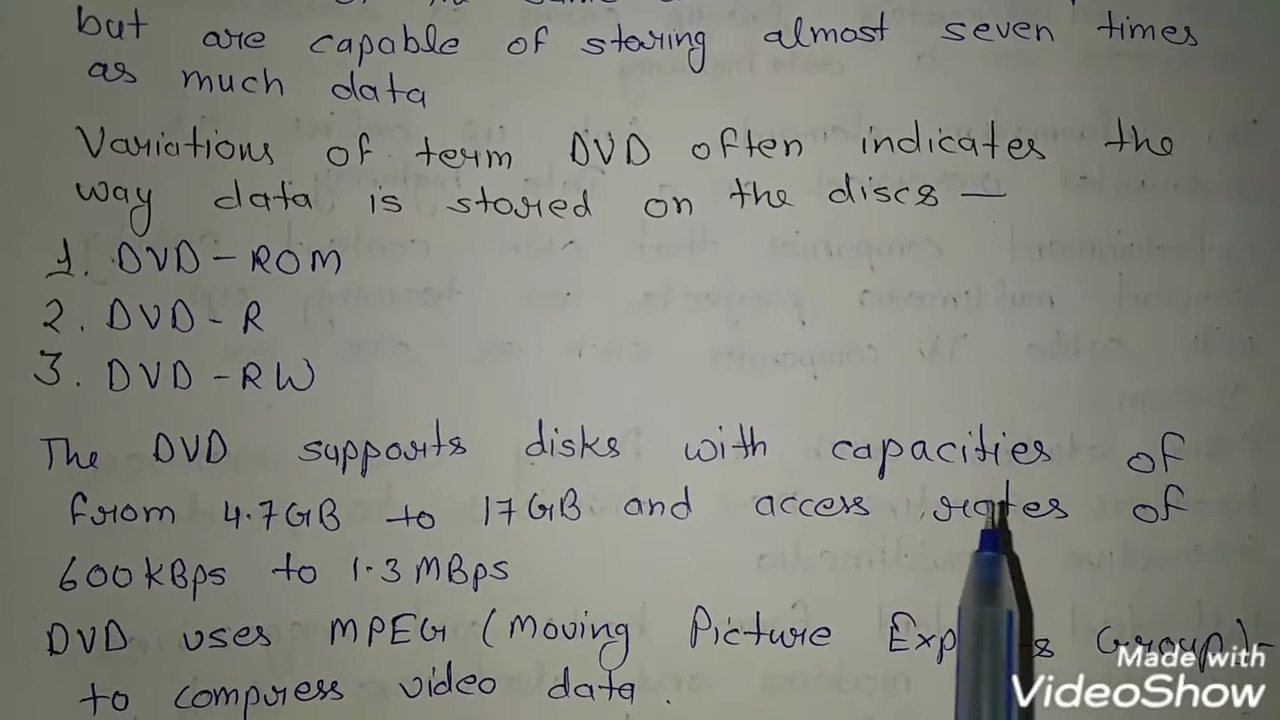 but are capable of storing almost seven times
as much data
Variations of term DVD often indicates the
way data is stored on the discs —
1. DVD-ROM
2. DVD-R
3. DVD-RW
The DVD supports disks with capacities of
from 4.7GB to 17GB and access rates of
600kBps to 1.3MBps
DVD uses MPEG (Moving Picture Group)-
to compress video data.
Made with
VideoShow